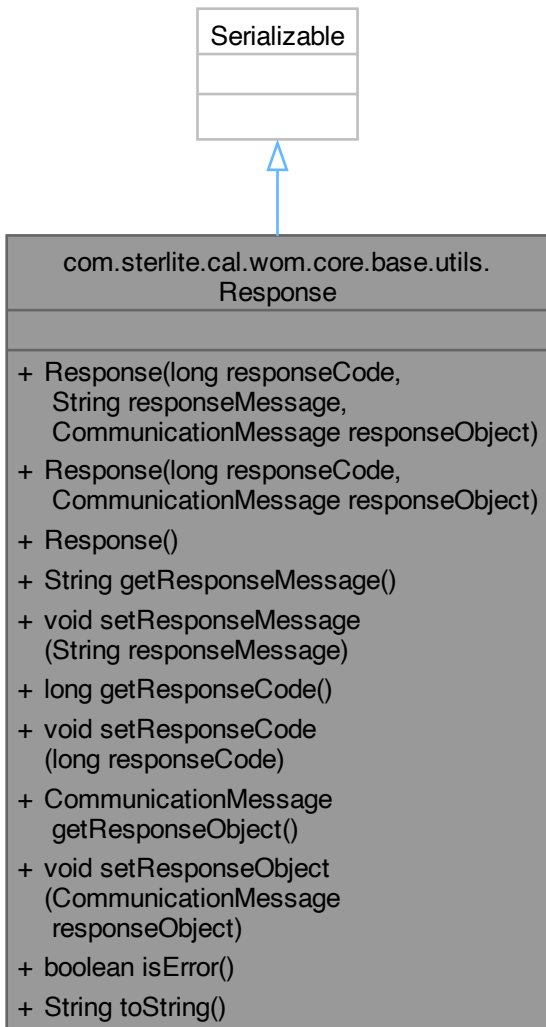 Serializable
com.sterlite.cal.wom.core.base.utils.
Response
+ Response(long responseCode,
String responseMessage,
CommunicationMessage responseObject)
+ Response(long responseCode,
CommunicationMessage responseObject)
+ Response()
+ String getResponseMessage()
+ void setResponseMessage
(String responseMessage)
+ long getResponseCode()
+ void setResponseCode
(long responseCode)
+ CommunicationMessage
getResponseObject()
+ void setResponseObject
(CommunicationMessage
responseObject)
+ boolean isError()
+ String toString()